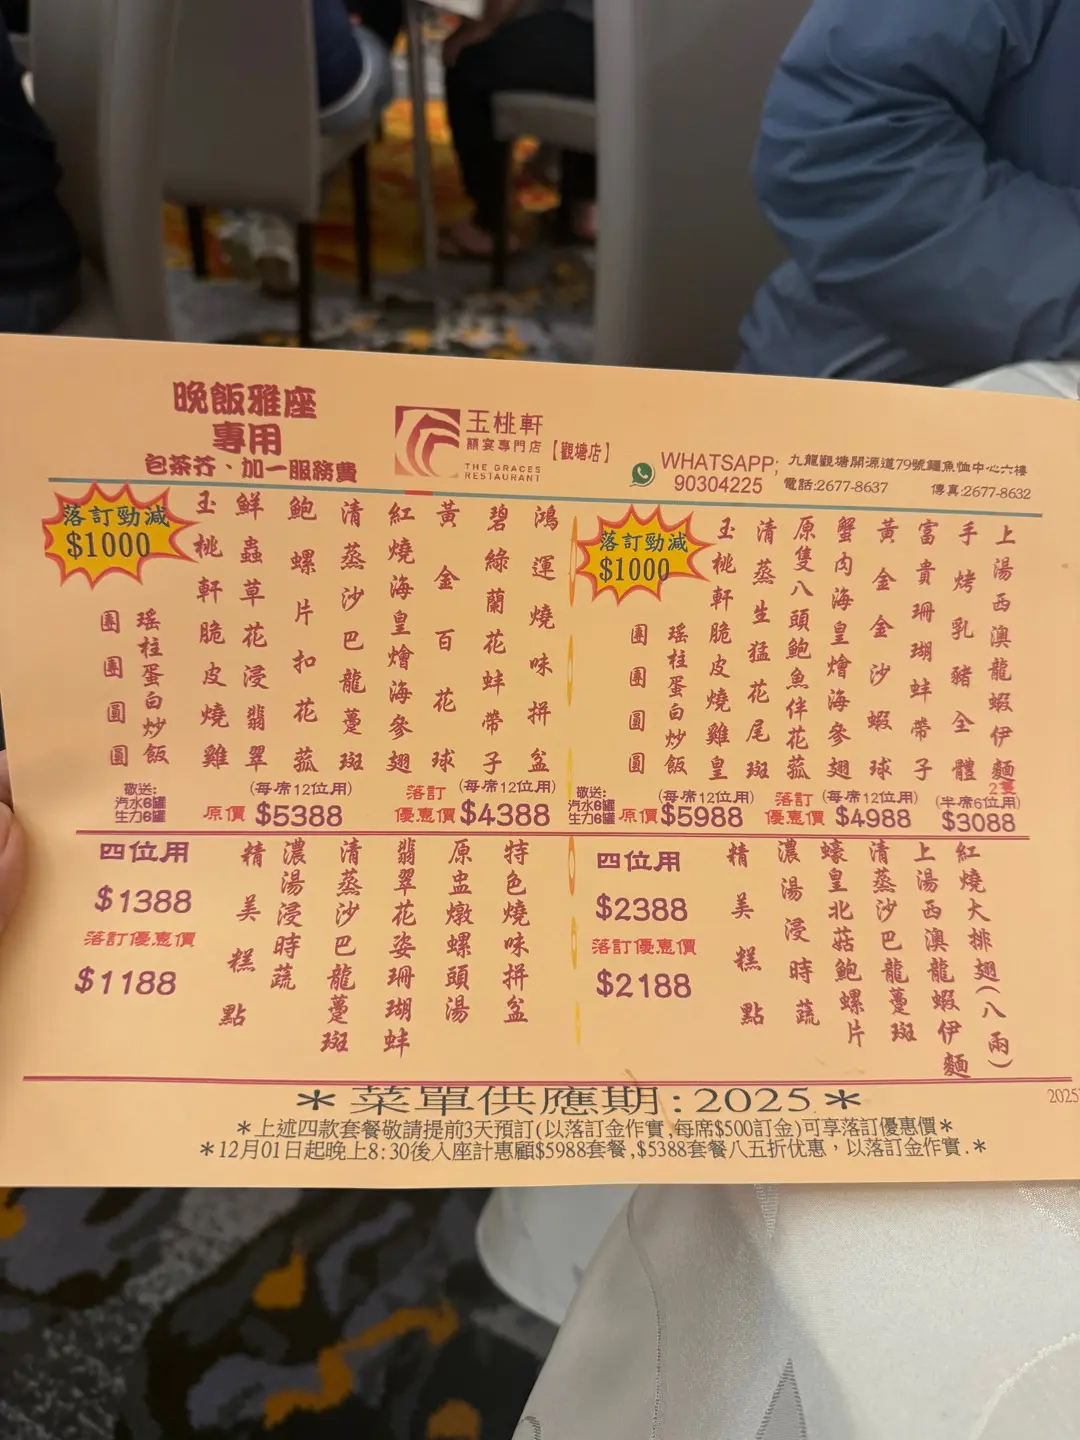 晚飯雅座
專用
包茶芥、加一服務費
玉桃軒
囍宴專門店【觀塘店】
THE GRACES
RESTAURANT
WHATSAPP;
90304225
九龍觀塘開源道79號鱷魚恤中心六樓
電話:2677-8637 傳真:2677-8632
落訂勁減
$1000
鴻運燒味拼盆
碧綠蘭花蚌帶子
黃金百花球
紅燒海皇燴海參翅
清蒸沙巴龍躉斑
鮑螺片扣花菰
鮮蟲草花浸翡翠
玉桃軒脆皮燒雞
瑤柱蛋白炒飯
團團圓圓
敬送:
汽水6罐
生力6罐
(每席12位用)
原價 $5388
(每席12位用)
落訂
優惠價 $4388
落訂勁減
$1000
上湯西澳龍蝦伊麵
2隻
手烤乳豬全體
富貴珊瑚蚌帶子
黃金金沙蝦球
蟹肉海皇燴海參翅
原隻八頭鮑魚伴花菰
清蒸生猛花尾斑
玉桃軒脆皮燒雞皇
瑤柱蛋白炒飯
團團圓圓
敬送:
汽水6罐
生力6罐
(每席12位用)
原價 $5988
(每席12位用)
落訂
優惠價 $4988
(半席6位用)
$3088
四位用
$1388
落訂優惠價
$1188
特色燒味拼盆
原盅燉螺頭湯
翡翠花姿珊瑚蚌
清蒸沙巴龍躉斑
濃湯浸時蔬
精美糕點
四位用
$2388
落訂優惠價
$2188
紅燒大排翅(八兩)
上湯西澳龍蝦伊麵
清蒸沙巴龍躉斑
蠔皇北菇鮑螺片
濃湯浸時蔬
精美糕點
＊菜單供應期:2025＊
2025
＊上述四款套餐敬請提前3天預訂(以落訂金作實,每席$500訂金)可享落訂優惠價＊
＊12月01日起晚上8:30後入座計惠顧$5988套餐,$5388套餐八五折优惠，以落訂金作實.＊